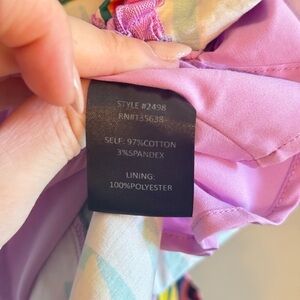 STYLE #2498
RN#135638
SELF: 97%COTTON
3%SPANDEX
LINING:
100%POLYESTER